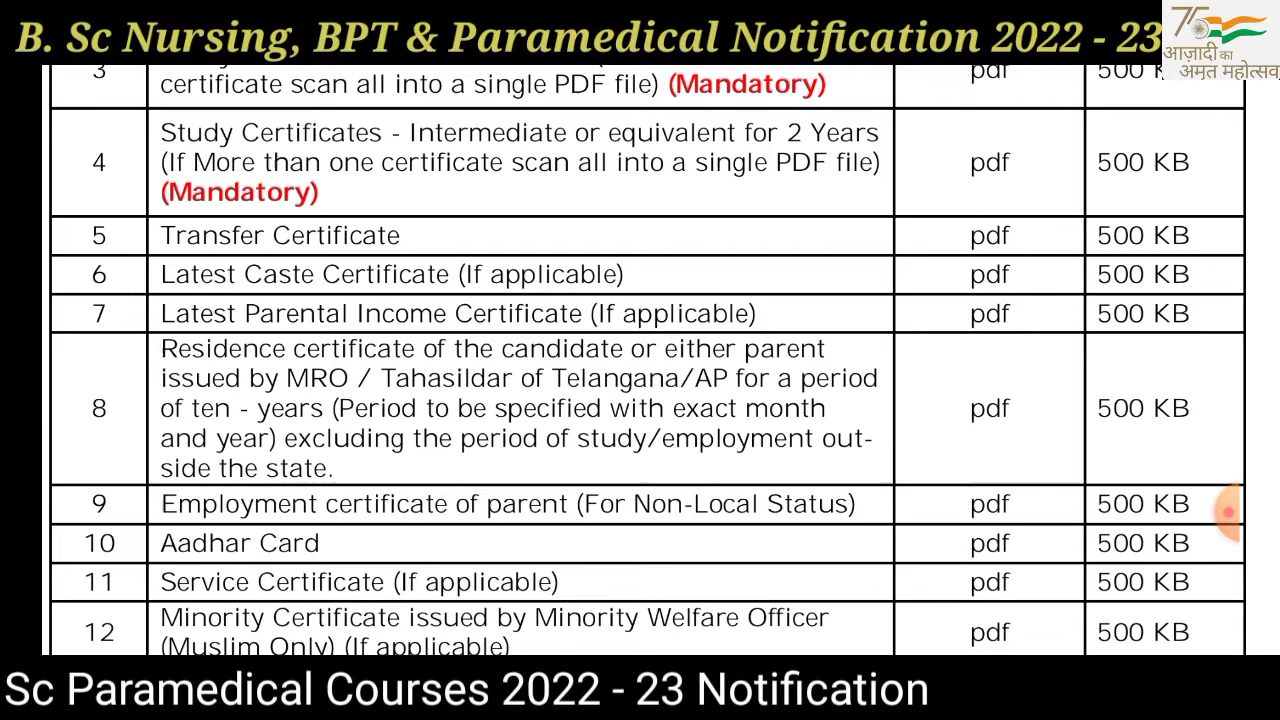 B. Sc Nursing, BPT & Paramedical Notification 2022 - 23
75
आज़ादी का
अमृत महोत्सव
3
certificate scan all into a single PDF file) (Mandatory)
pdf
500 K
4
Study Certificates - Intermediate or equivalent for 2 Years
(If More than one certificate scan all into a single PDF file)
(Mandatory)
pdf
500 KB
5 Transfer Certificate pdf 500 KB
6 Latest Caste Certificate (If applicable) pdf 500 KB
7 Latest Parental Income Certificate (If applicable) pdf 500 KB
8
Residence certificate of the candidate or either parent
issued by MRO / Tahasildar of Telangana/AP for a period
of ten - years (Period to be specified with exact month
and year) excluding the period of study/employment out-
side the state.
pdf
500 KB
9 Employment certificate of parent (For Non-Local Status) pdf 500 KB
10 Aadhar Card pdf 500 KB
11 Service Certificate (If applicable) pdf 500 KB
12
Minority Certificate issued by Minority Welfare Officer
(Muslim Only) (If applicable)
pdf
500 KB
Sc Paramedical Courses 2022 - 23 Notification